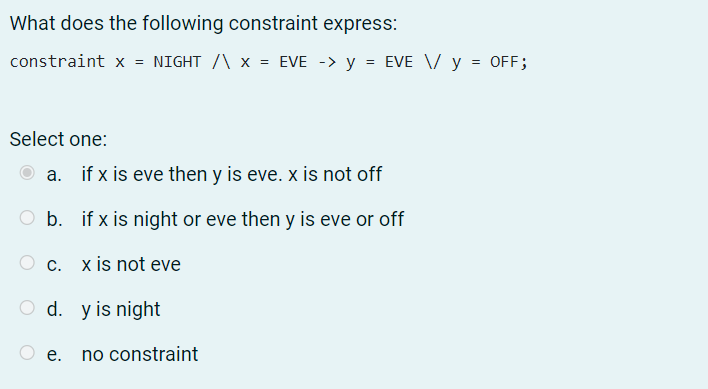 What does the following constraint express:
constraint x = NIGHT /\ x = EVE -> y = EVE \/ y = OFF;
Select one:
a. if x is eve then y is eve. x is not off
b. if x is night or eve then y is eve or off
c. x is not eve
d. y is night
e. no constraint